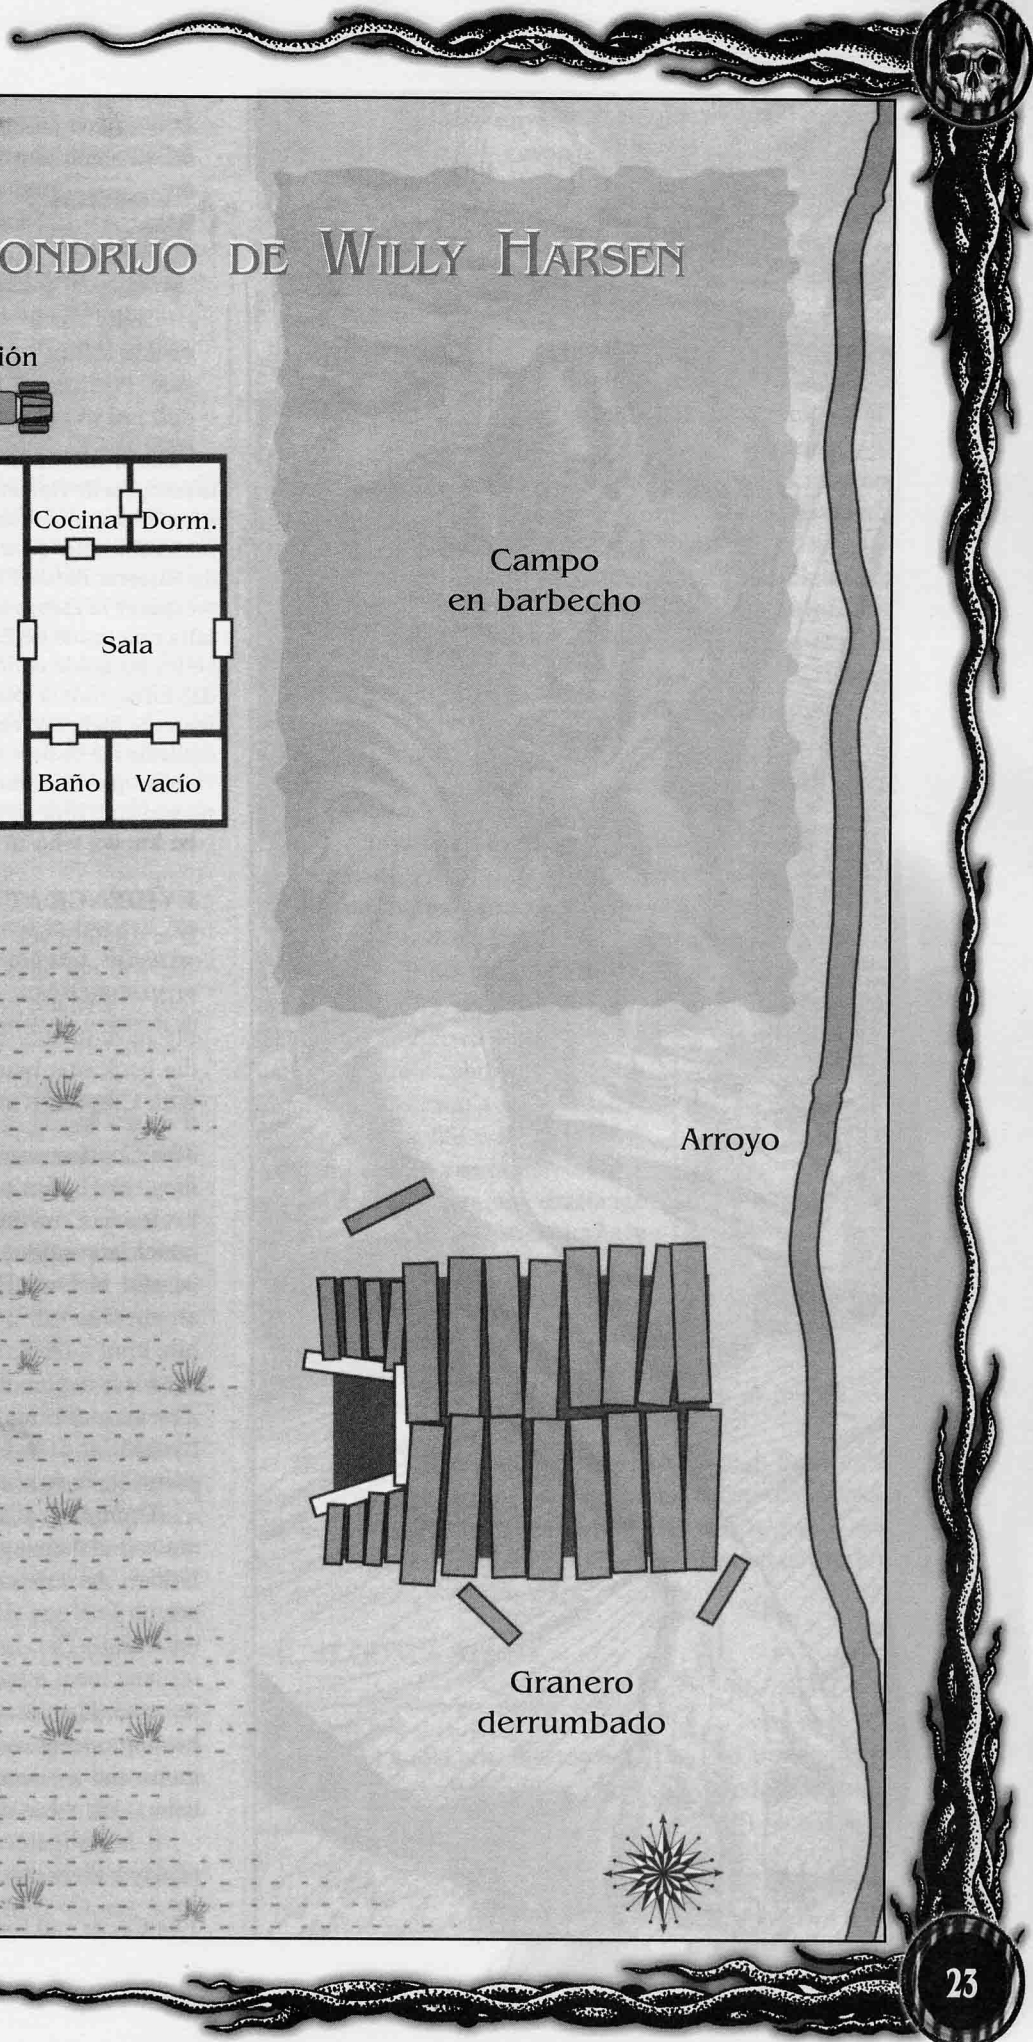 ONDRIJO DE WILLY HARSEN
ión
Cocina
Dorm.
Campo
en barbecho
Sala
Baño
Vacío
Arroyo
Granero
derrumbado
23